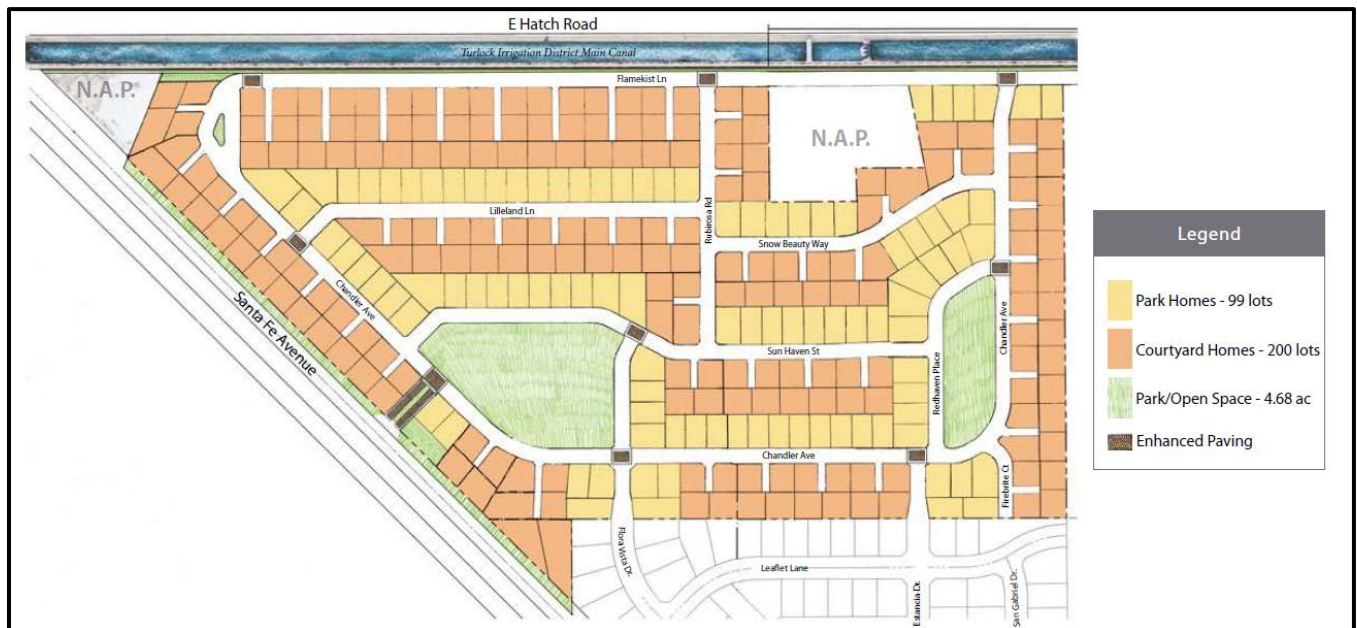 E Hatch Road
Turlock Irrigation District Main Canal
Flamekist Ln
N.A.P.
N.A.P.
Lilleland Ln
Rubirosa Rd
Snow Beauty Way
Chandler Ave
Santa Fe Avenue
Sun Haven St
Redhaven Place
Chandler Ave
Chandler Ave
Firebrite Ct
Flora Vista Dr.
Leaflet Lane
Estancia Dr.
San Gabriel Dr.
Legend
Park Homes - 99 lots
Courtyard Homes - 200 lots
Park/Open Space - 4.68 ac
Enhanced Paving